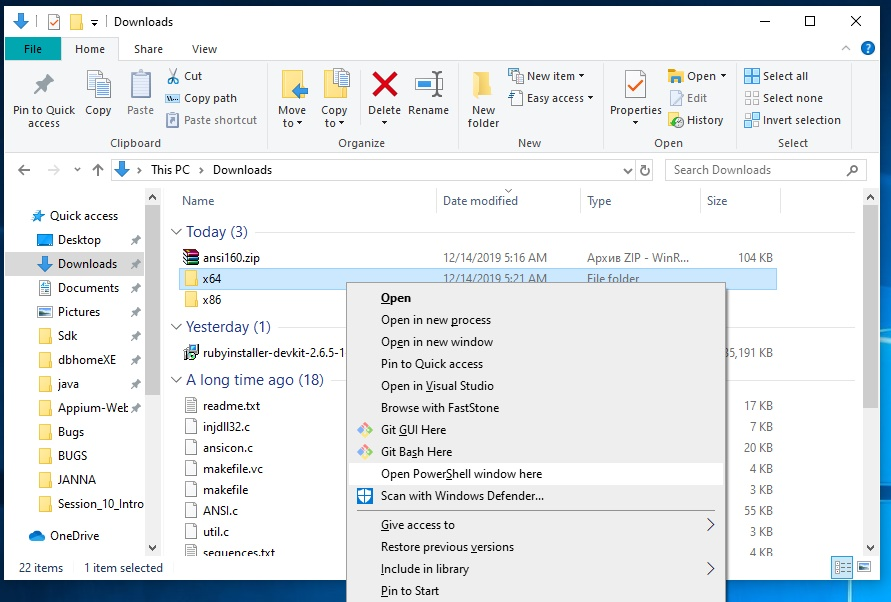 Downloads
File Home Share View
Pin to Quick access
Copy
Paste
Cut
Copy path
Paste shortcut
Clipboard
Move to
Copy to
Delete
Rename
Organize
New folder
New item
Easy access
New
Properties
Open
Edit
History
Open
Select all
Select none
Invert selection
Select
This PC > Downloads
Search Downloads
Quick access
Desktop
Downloads
Documents
Pictures
Sdk
dbhomeXE
java
Appium-Web
Bugs
BUGS
JANNA
Session_10_Intro
OneDrive
Name Date modified Type Size
Today (3)
ansi160.zip 12/14/2019 5:16 AM Архив ZIP - WinR... 104 KB
x64 12/14/2019 5:21 AM File folder
x86
Yesterday (1)
rubyinstaller-devkit-2.6.5-1 35,191 KB
A long time ago (18)
readme.txt 17 KB
injdll32.c 7 KB
ansicon.c 20 KB
makefile.vc 4 KB
makefile 3 KB
ANSI.c 55 KB
util.c 3 KB
sequences.txt 4 KB
Open
Open in new process
Open in new window
Pin to Quick access
Open in Visual Studio
Browse with FastStone
Git GUI Here
Git Bash Here
Open PowerShell window here
Scan with Windows Defender...
Give access to
Restore previous versions
Include in library
Pin to Start
22 items 1 item selected